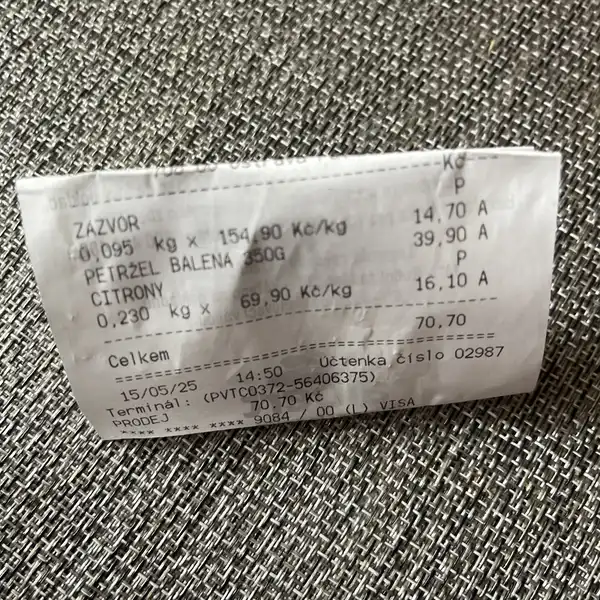 Kč
ZAZVOR P
0,095 kg x 154,90 Kč/kg 14,70 A
PETRŽEL BALENA 350G 39,90 A
CITRONY P
0,230 kg x 69,90 Kč/kg 16,10 A
Celkem 70,70
15/05/25 14:50 Účtenka číslo 02987
Terminál: (PVTC0372-56406375)
PRODEJ 70.70 Kč
**** **** **** 9084 / 00 (L) VISA